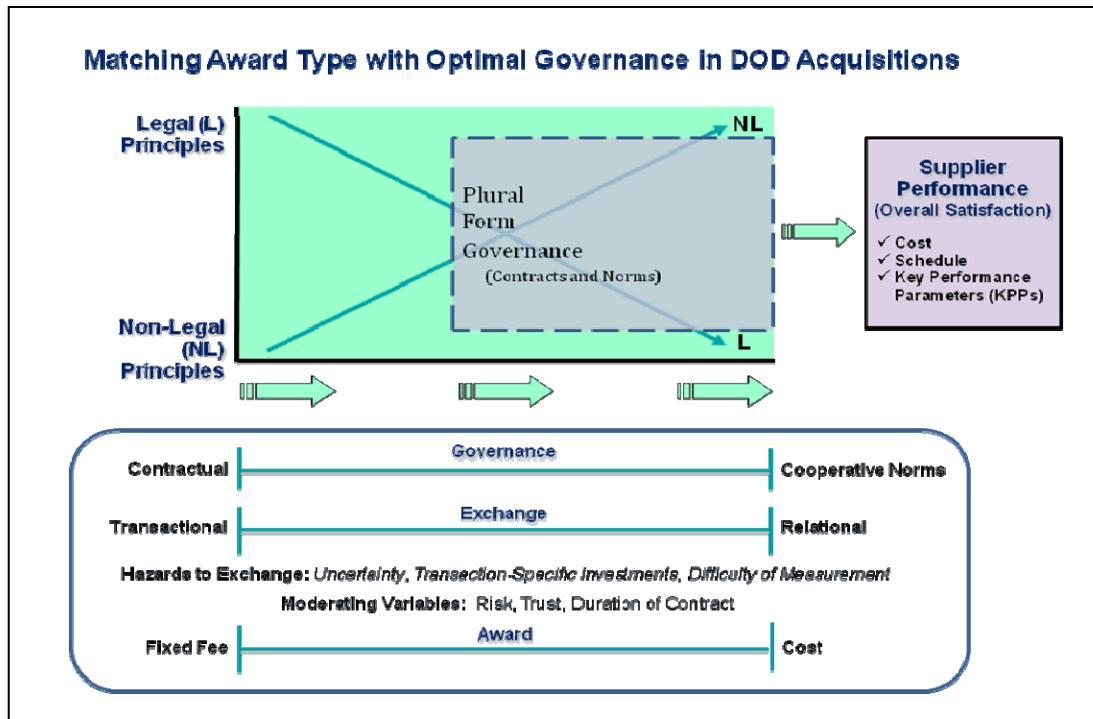 Matching Award Type with Optimal Governance in DOD Acquisitions
Legal (L)
Principles
NL
Plural
Form
Governance
(Contracts and Norms)
L
Non-Legal
(NL)
Principles
Supplier
Performance
(Overall Satisfaction)
✓ Cost
✓ Schedule
✓ Key Performance
Parameters (KPPs)
Governance
Contractual
Cooperative Norms
Exchange
Transactional
Relational
Hazards to Exchange: Uncertainty, Transection-Specific Investments, Difficulty of Measurement
Moderating Variables: Risk, Trust, Duration of Contract
Award
Fixed Fee
Cost